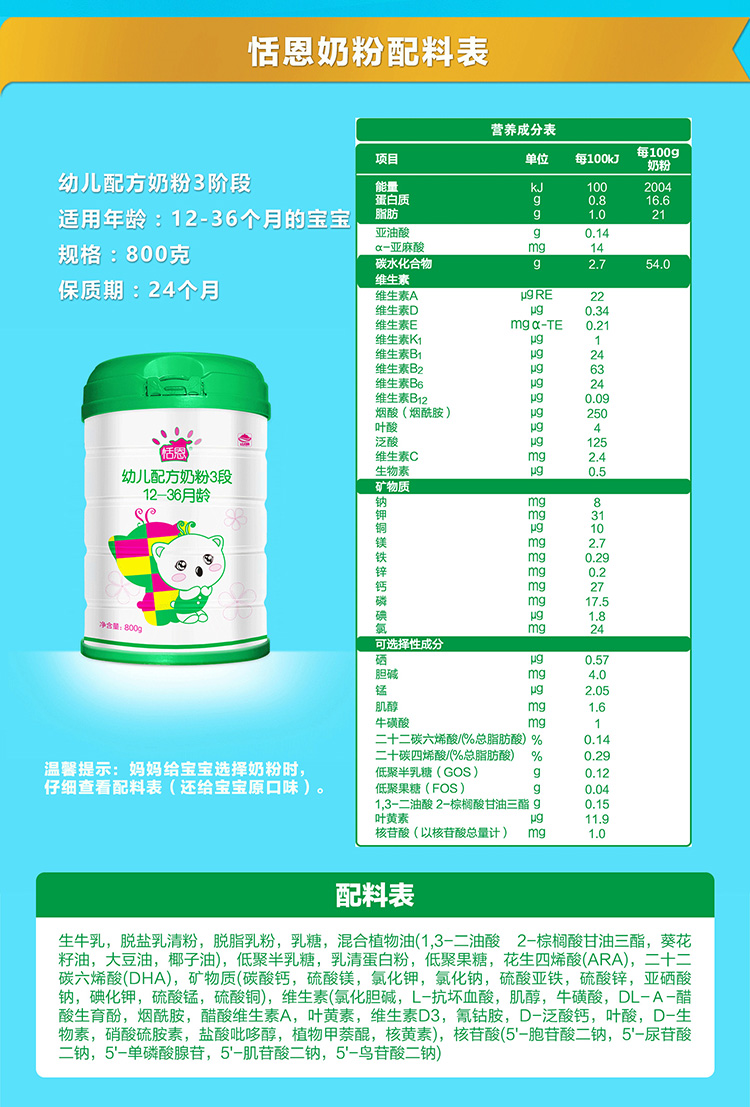 恬恩奶粉配料表
幼儿配方奶粉3阶段
适用年龄：12-36个月的宝宝
规格：800克
保质期：24个月
恬恩
幼儿配方奶粉3段
12-36月龄
净含量：800g
温馨提示：妈妈给宝宝选择奶粉时，
仔细查看配料表（还给宝宝原口味）。
营养成分表
项目 单位 每100kJ 每100g奶粉
能量 kJ 100 2004
蛋白质 g 0.8 16.6
脂肪 g 1.0 21
亚油酸 g 0.14
α-亚麻酸 mg 14
碳水化合物 g 2.7 54.0
维生素
维生素A μgRE 22
维生素D μg 0.34
维生素E mgα-TE 0.21
维生素K₁ μg 1
维生素B₁ μg 24
维生素B₂ μg 63
维生素B₆ μg 24
维生素B₁₂ μg 0.09
烟酸（烟酰胺） μg 250
叶酸 μg 4
泛酸 μg 125
维生素C mg 2.4
生物素 μg 0.5
矿物质
钠 mg 8
钾 mg 31
铜 μg 10
镁 mg 2.7
铁 mg 0.29
锌 mg 0.2
钙 mg 27
磷 mg 17.5
碘 μg 1.8
氯 mg 24
可选择性成分
硒 μg 0.57
胆碱 mg 4.0
锰 μg 2.05
肌醇 mg 1.6
牛磺酸 mg 1
二十二碳六烯酸/(%总脂肪酸) % 0.14
二十碳四烯酸/(%总脂肪酸) % 0.29
低聚半乳糖（GOS） g 0.12
低聚果糖（FOS） g 0.04
1,3-二油酸 2-棕榈酸甘油三酯 g 0.15
叶黄素 μg 11.9
核苷酸（以核苷酸总量计） mg 1.0
配料表
生牛乳，脱盐乳清粉，脱脂乳粉，乳糖，混合植物油(1,3-二油酸 2-棕榈酸甘油三酯，葵花
籽油，大豆油，椰子油)，低聚半乳糖，乳清蛋白粉，低聚果糖，花生四烯酸(ARA)，二十二
碳六烯酸(DHA)，矿物质(碳酸钙，硫酸镁，氯化钾，氯化钠，硫酸亚铁，硫酸锌，亚硒酸
钠，碘化钾，硫酸锰，硫酸铜)，维生素(氯化胆碱，L-抗坏血酸，肌醇，牛磺酸，DL-A-醋
酸生育酚，烟酰胺，醋酸维生素A，叶黄素，维生素D3，氰钴胺，D-泛酸钙，叶酸，D-生
物素，硝酸硫胺素，盐酸吡哆醇，植物甲萘醌，核黄素)，核苷酸(5'-胞苷酸二钠，5'-尿苷酸
二钠，5'-单磷酸腺苷，5'-肌苷酸二钠，5'-鸟苷酸二钠)